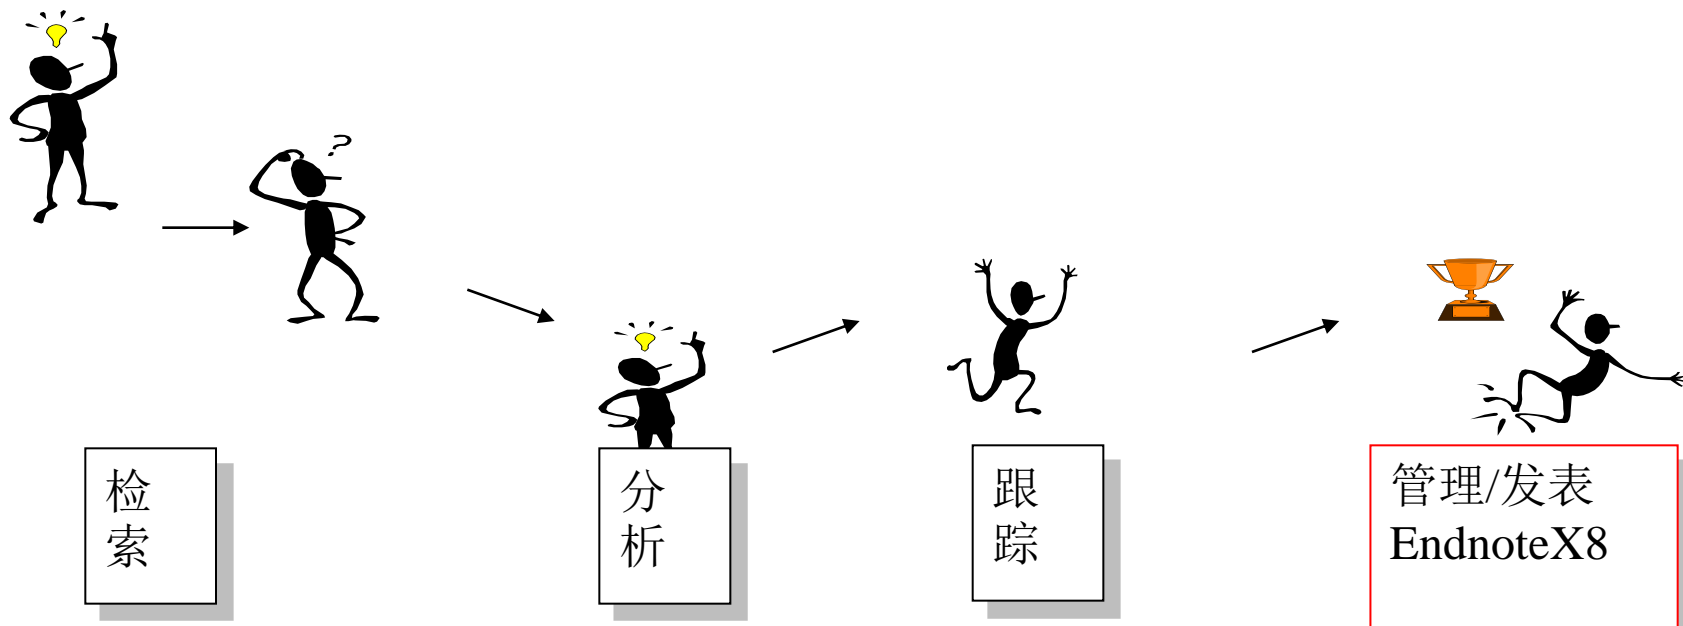 ?
检
索
分
析
跟
踪
管理/发表
EndnoteX8